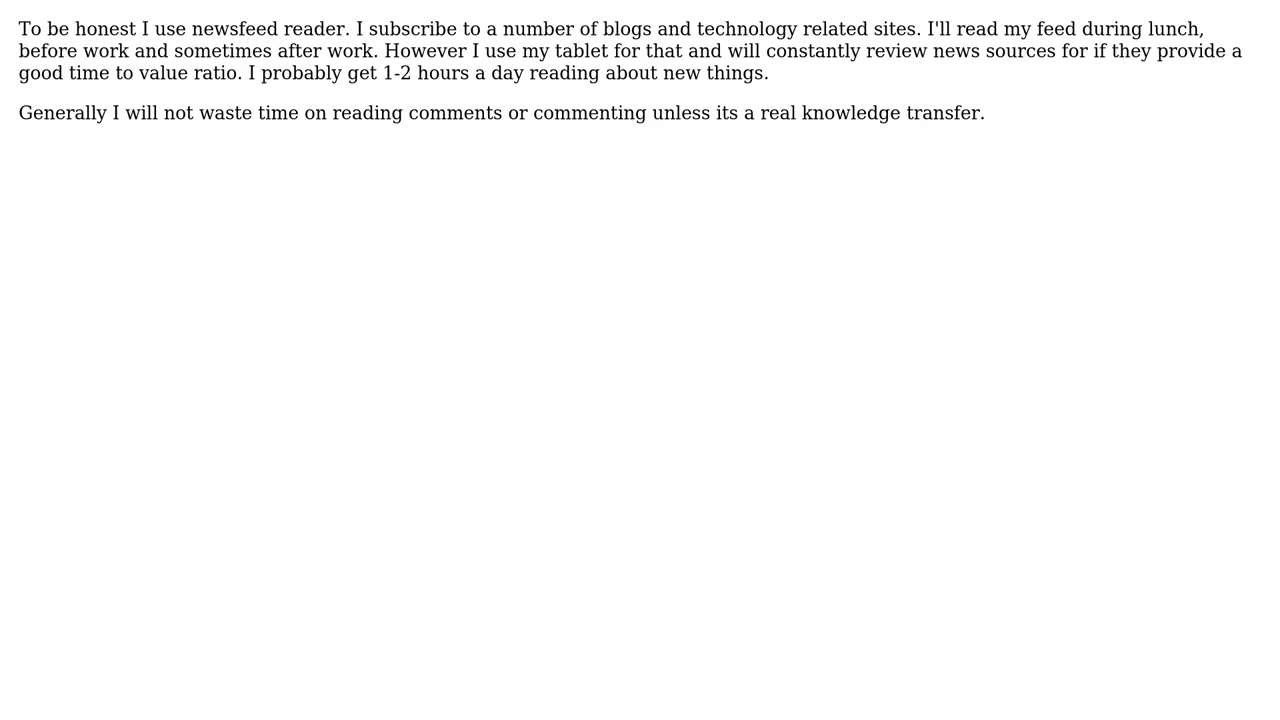 To be honest I use newsfeed reader. I subscribe to a number of blogs and technology related sites. I'll read my feed during lunch,
before work and sometimes after work. However I use my tablet for that and will constantly review news sources for if they provide a
good time to value ratio. I probably get 1-2 hours a day reading about new things.
Generally I will not waste time on reading comments or commenting unless its a real knowledge transfer.